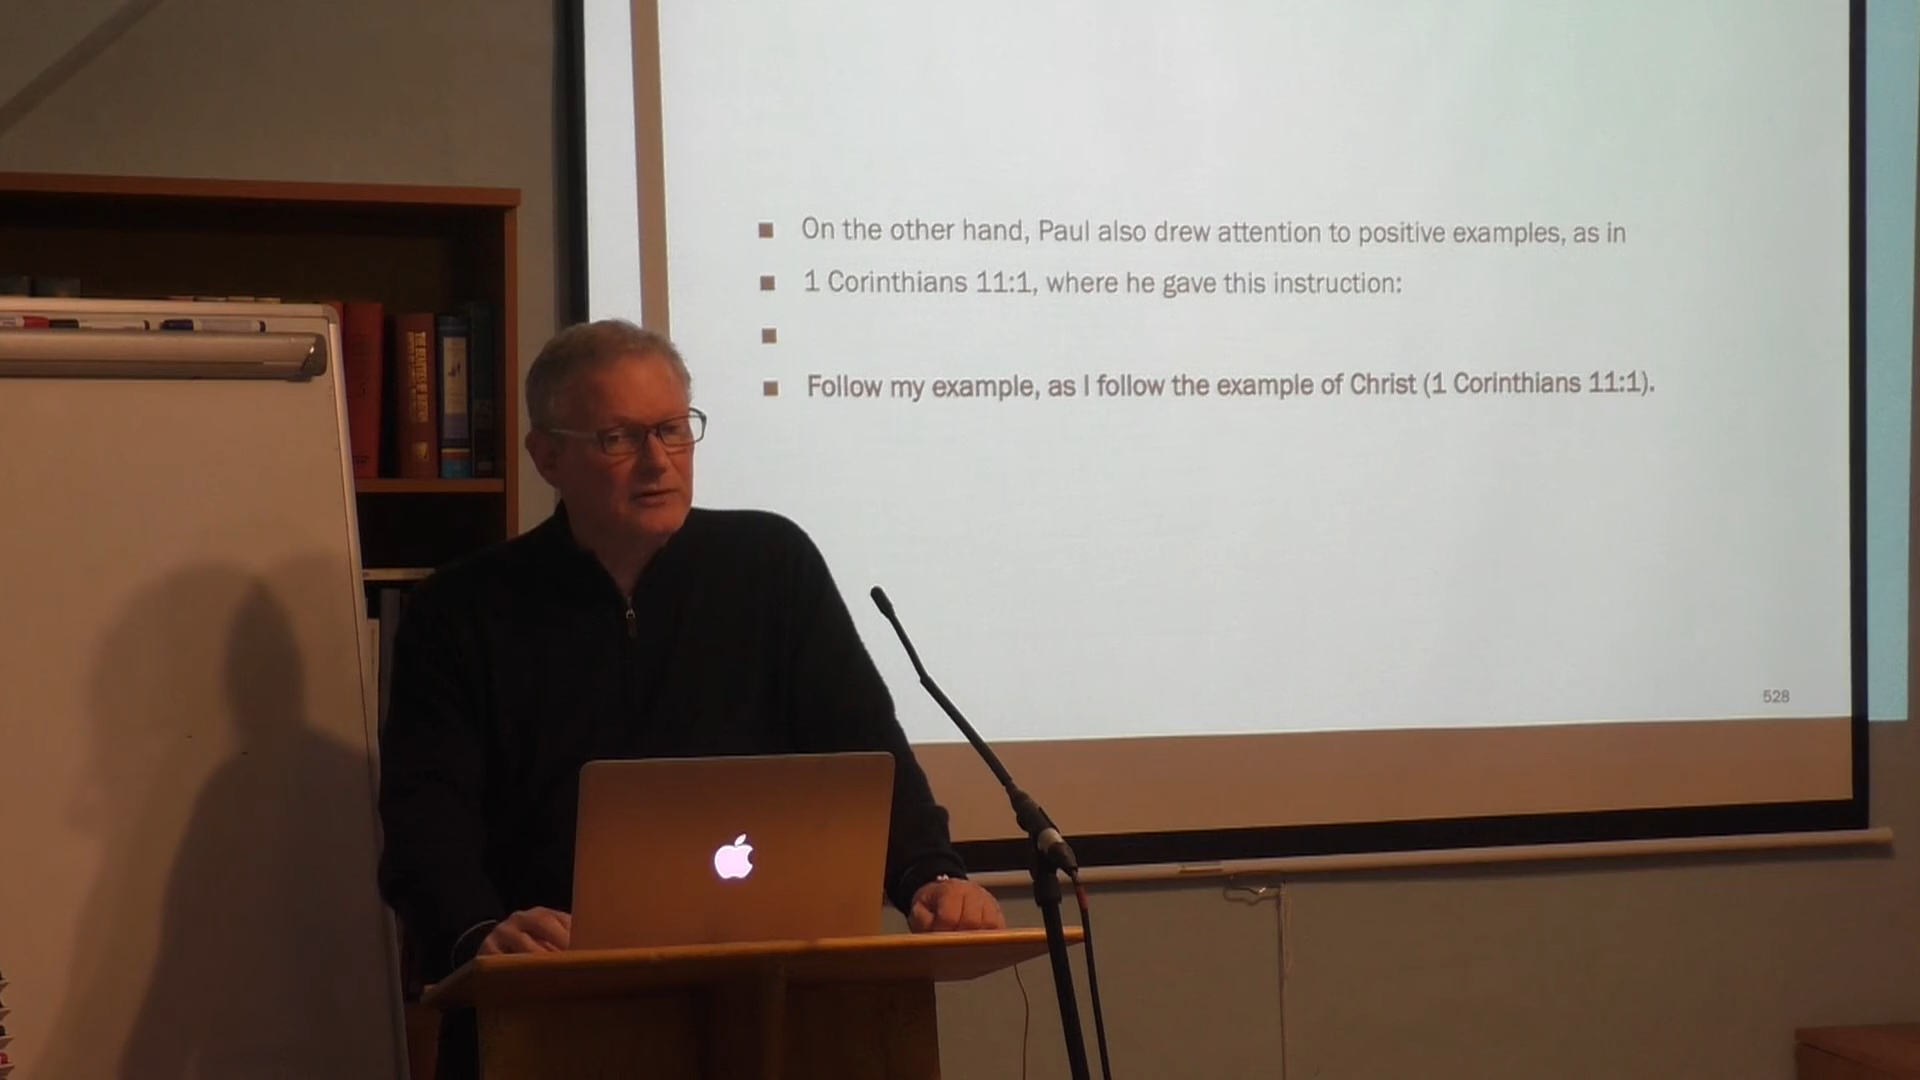 On the other hand, Paul also drew attention to positive examples, as in
1 Corinthians 11:1, where he gave this instruction:
Follow my example, as I follow the example of Christ (1 Corinthians 11:1).
528